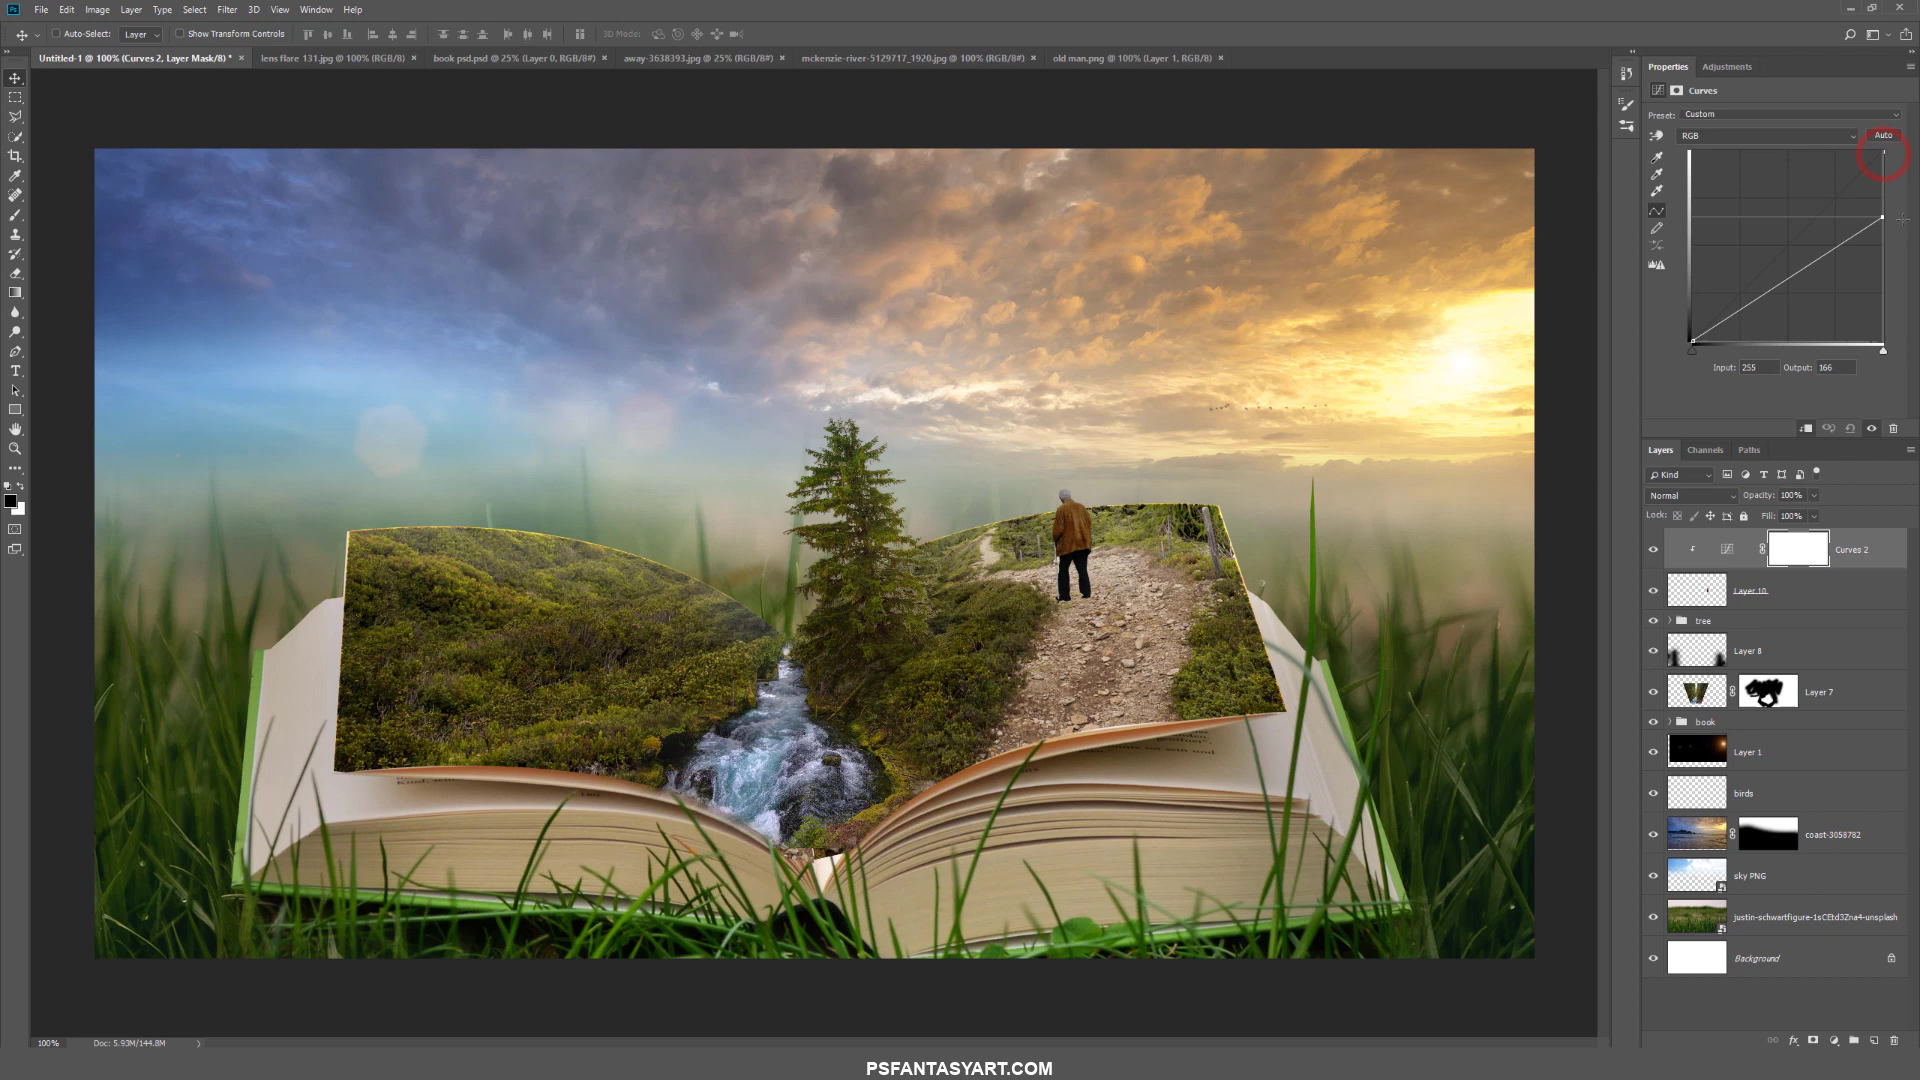 Ps File Edit Image Layer Type Select Filter 3D View Window Help
Auto-Select: Layer Show Transform Controls 3D Mode:
Untitled-1 @ 100% (Curves 2, Layer Mask/8) * × lens flare 131.jpg @ 100% (RGB/8) × book psd.psd @ 25% (Layer 0, RGB/8#) × away-3638393.jpg @ 25% (RGB/8#) × mckenzie-river-5129717_1920.jpg @ 100% (RGB/8#) × old man.png @ 100% (Layer 1, RGB/8) ×
Properties Adjustments
Curves
Preset: Custom
RGB Auto
Input: 255 Output: 166
Layers Channels Paths
Kind
Normal Opacity: 100%
Lock: Fill: 100%
Curves 2
Layer 10
tree
Layer 8
Layer 7
book
Layer 1
birds
coast-3058782
sky PNG
justin-schwartfigure-1sCEtd3Zna4-unsplash
Background
100% Doc: 5.93M/144.8M
PSFANTASYART.COM